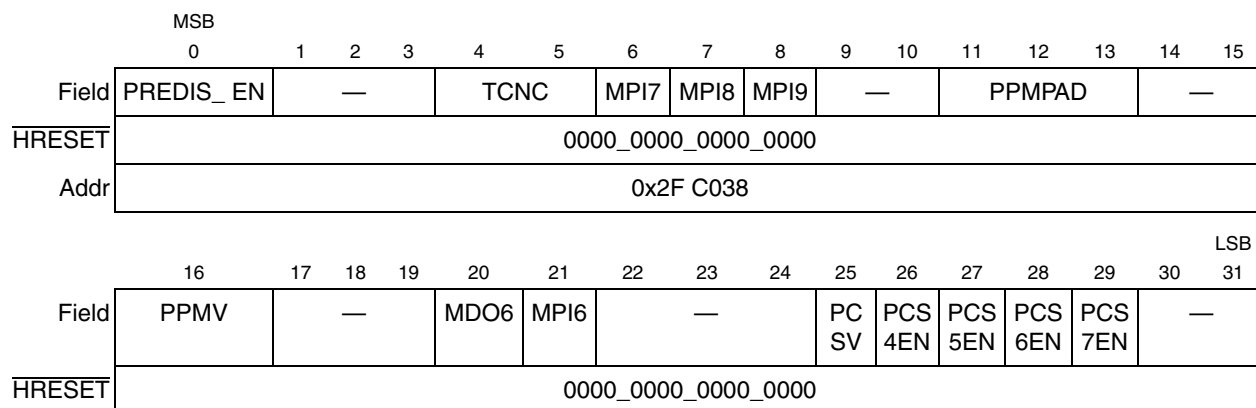 MSB
0 1 2 3 4 5 6 7 8 9 10 11 12 13 14 15
Field PREDIS_ EN — TCNC MPI7 MPI8 MPI9 — PPMPAD —
HRESET 0000_0000_0000_0000
Addr 0x2F C038
LSB
16 17 18 19 20 21 22 23 24 25 26 27 28 29 30 31
Field PPMV — MDO6 MPI6 — PC PCS PCS PCS PCS —
SV 4EN 5EN 6EN 7EN
HRESET 0000_0000_0000_0000